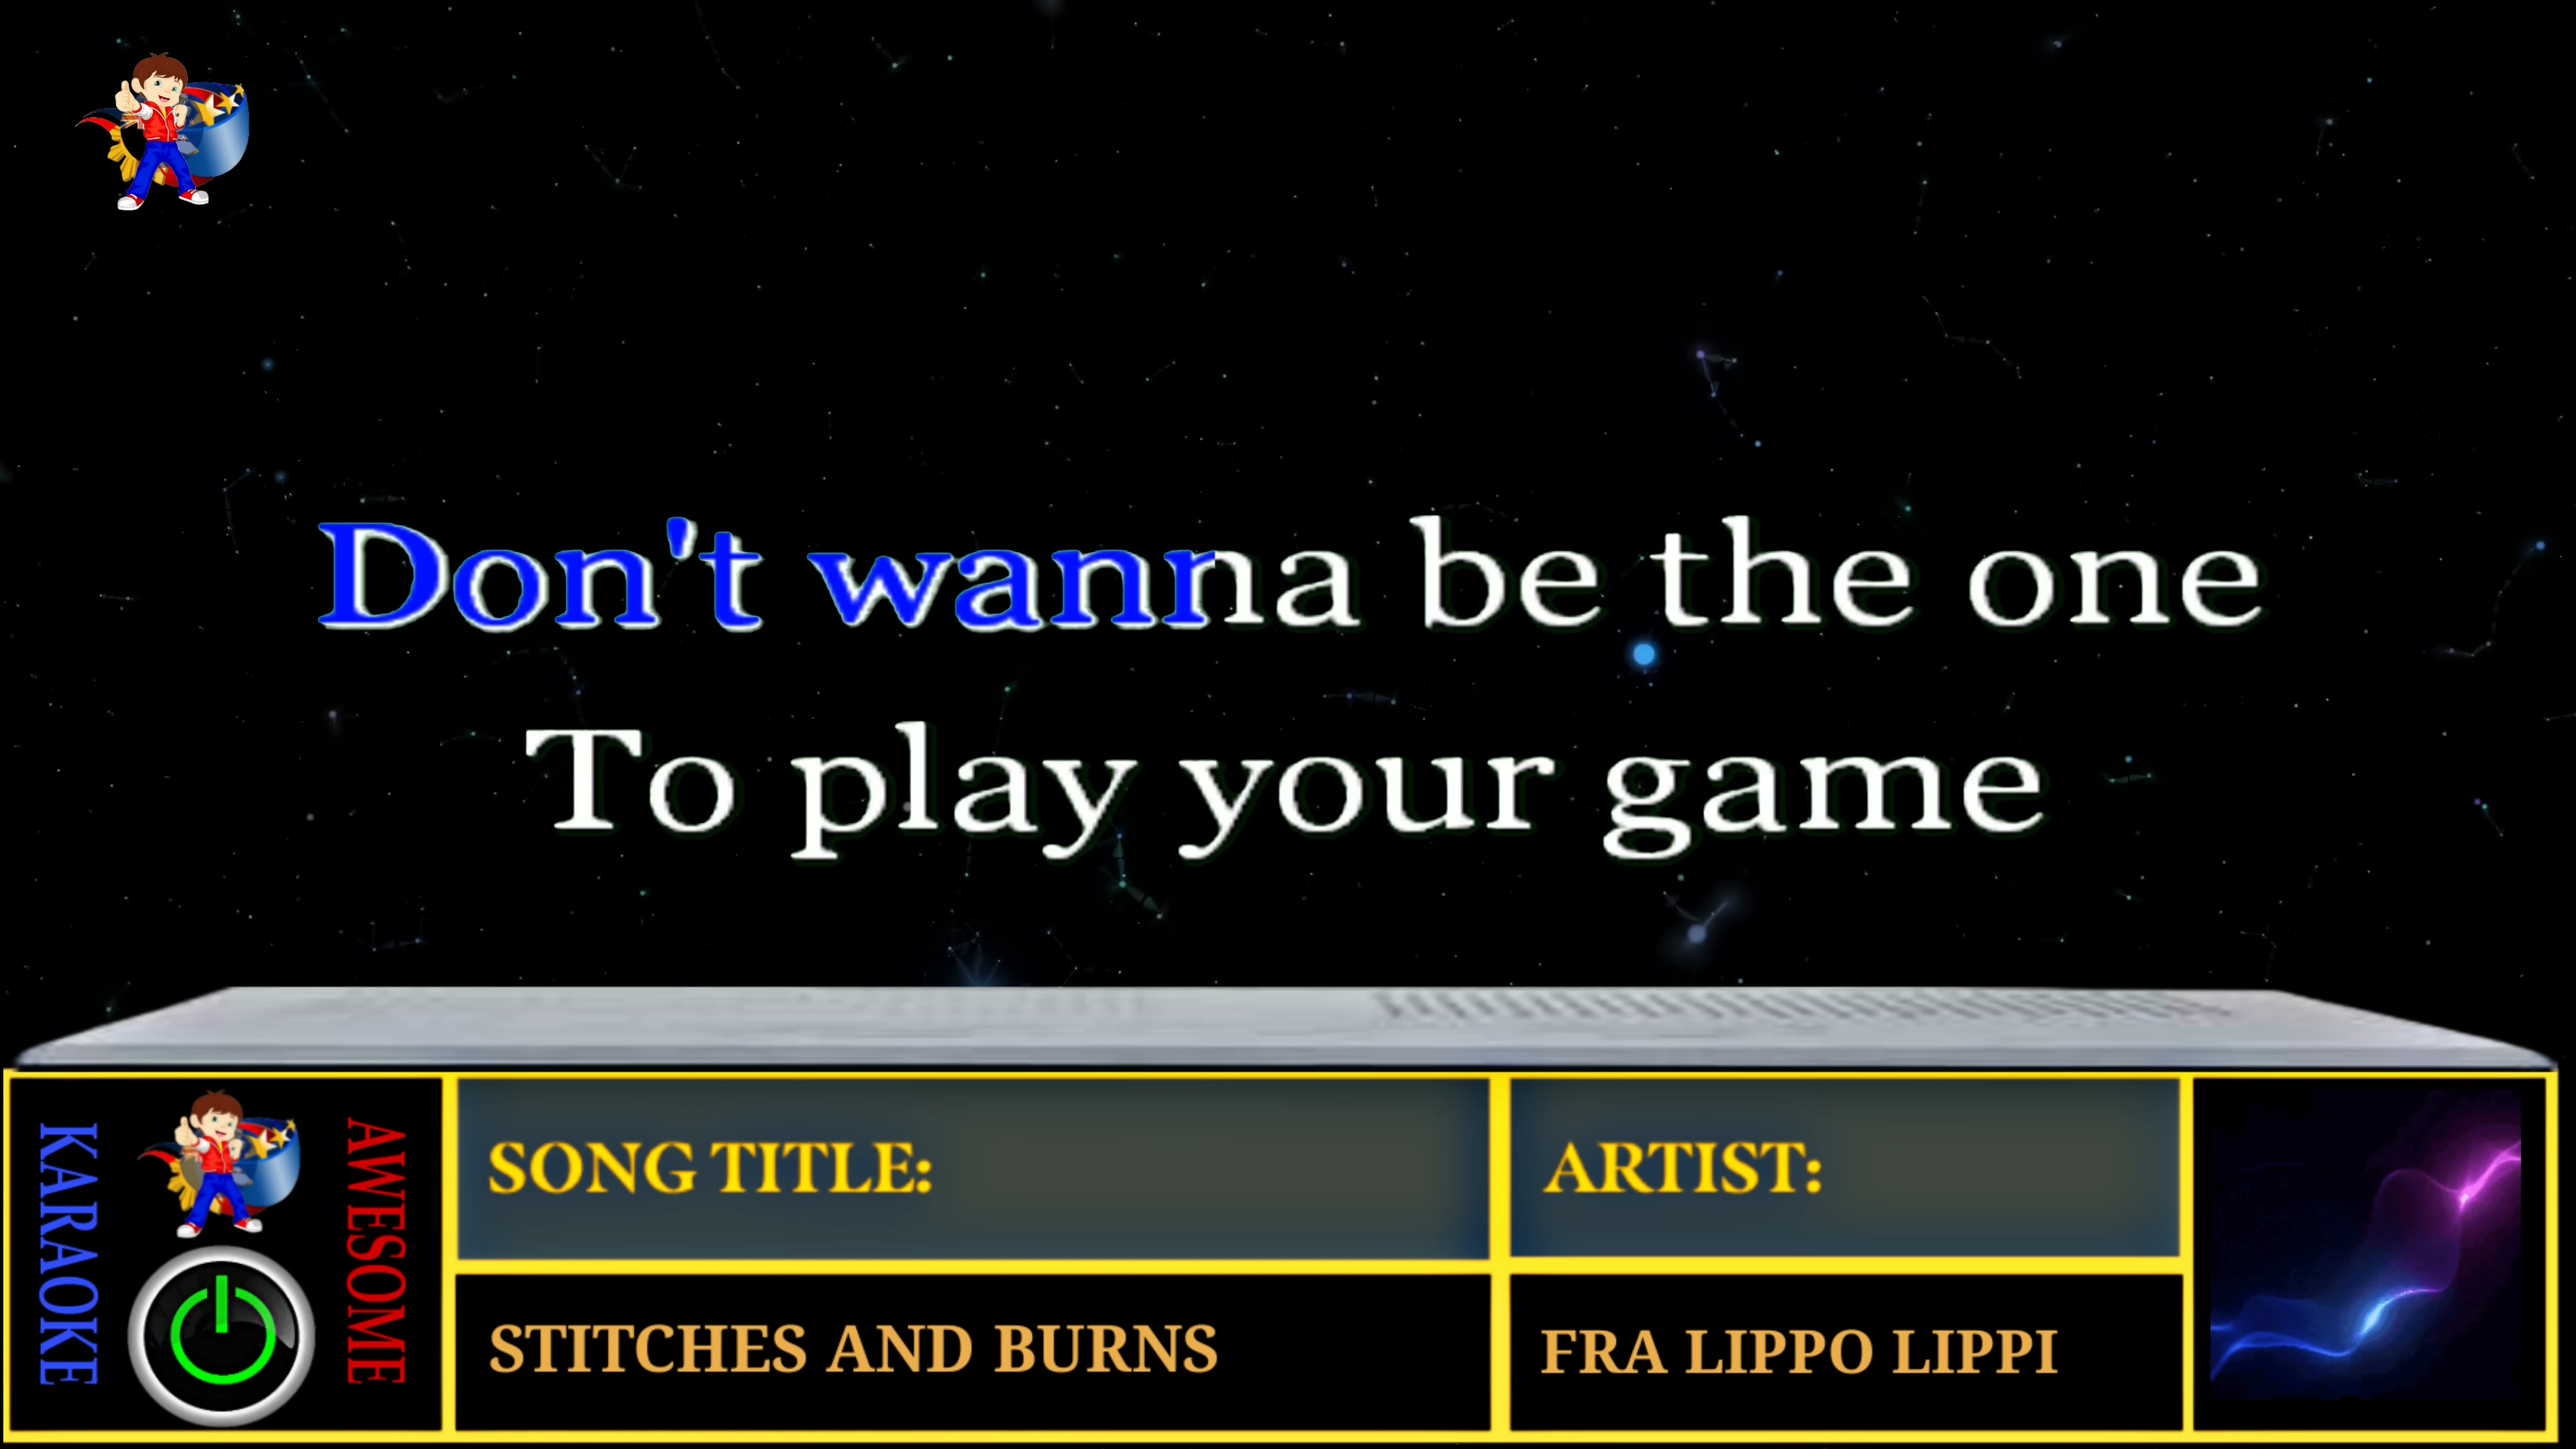 Don't wanna be the one
To play your game
KARAOKE
AWESOME
SONG TITLE:
ARTIST:
STITCHES AND BURNS
FRA LIPPO LIPPI